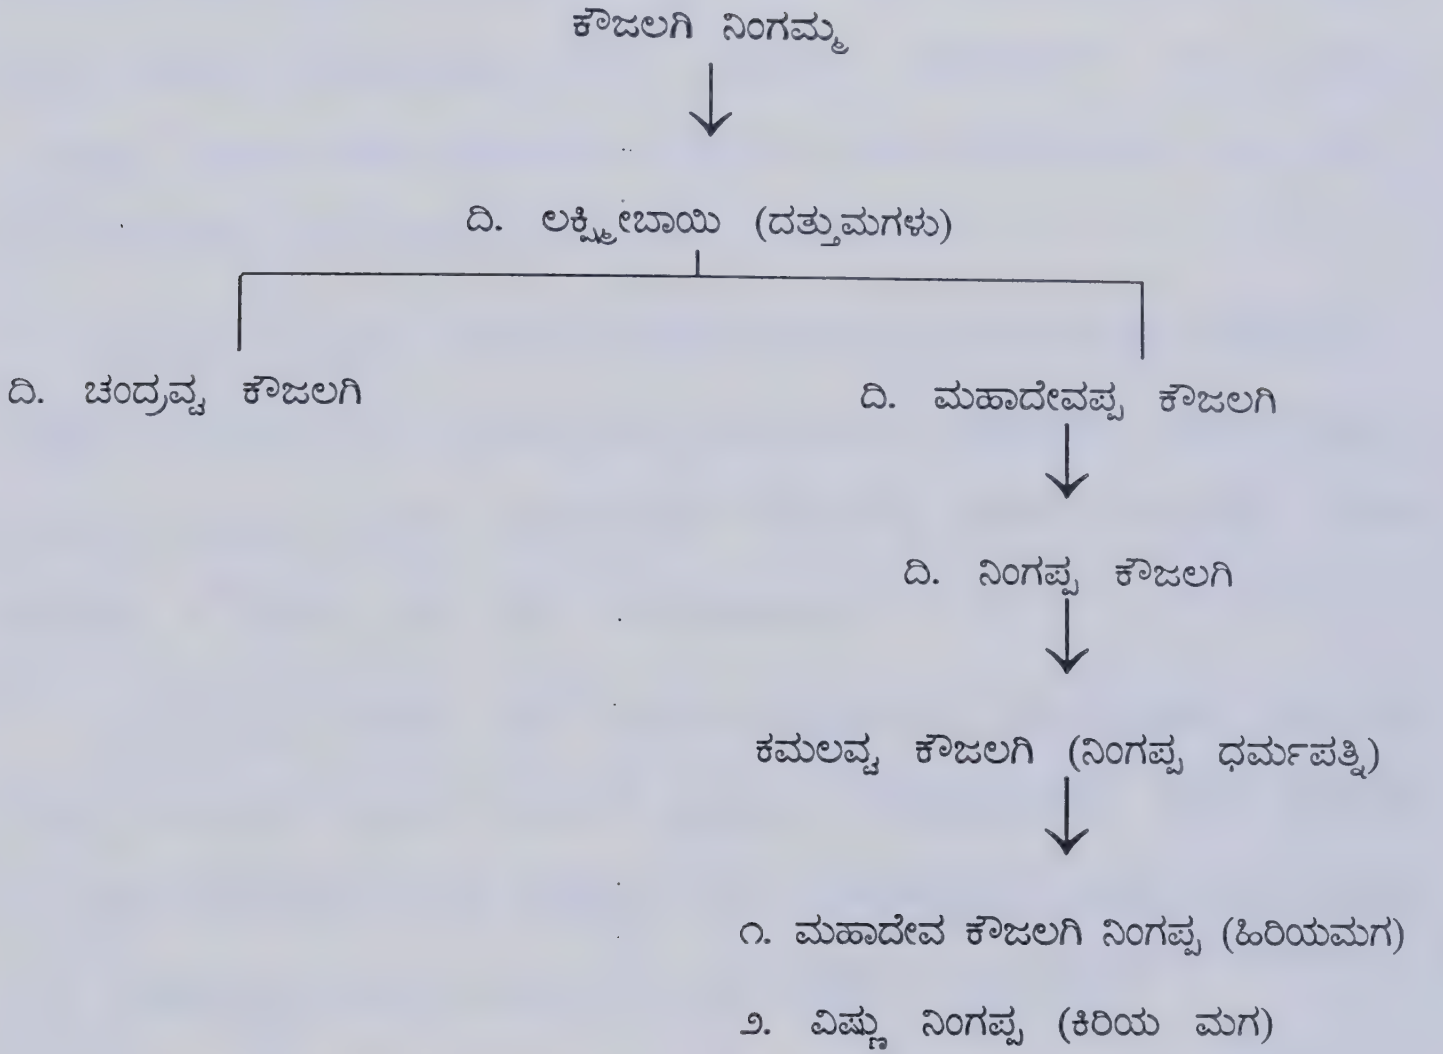 ಕೌಜಲಗಿ ನಿಂಗಮ್ಮ
ದಿ. ಲಕ್ಷ್ಮೀಬಾಯಿ (ದತ್ತುಮಗಳು)
ದಿ. ಚಂದ್ರವ್ವ ಕೌಜಲಗಿ
ದಿ. ಮಹಾದೇವಪ್ಪ ಕೌಜಲಗಿ
ದಿ. ನಿಂಗಪ್ಪ ಕೌಜಲಗಿ
ಕಮಲವ್ವ ಕೌಜಲಗಿ (ನಿಂಗಪ್ಪ ಧರ್ಮಪತ್ನಿ)
೧. ಮಹಾದೇವ ಕೌಜಲಗಿ ನಿಂಗಪ್ಪ (ಹಿರಿಯಮಗ)
೨. ವಿಷ್ಣು ನಿಂಗಪ್ಪ (ಕಿರಿಯ ಮಗ)